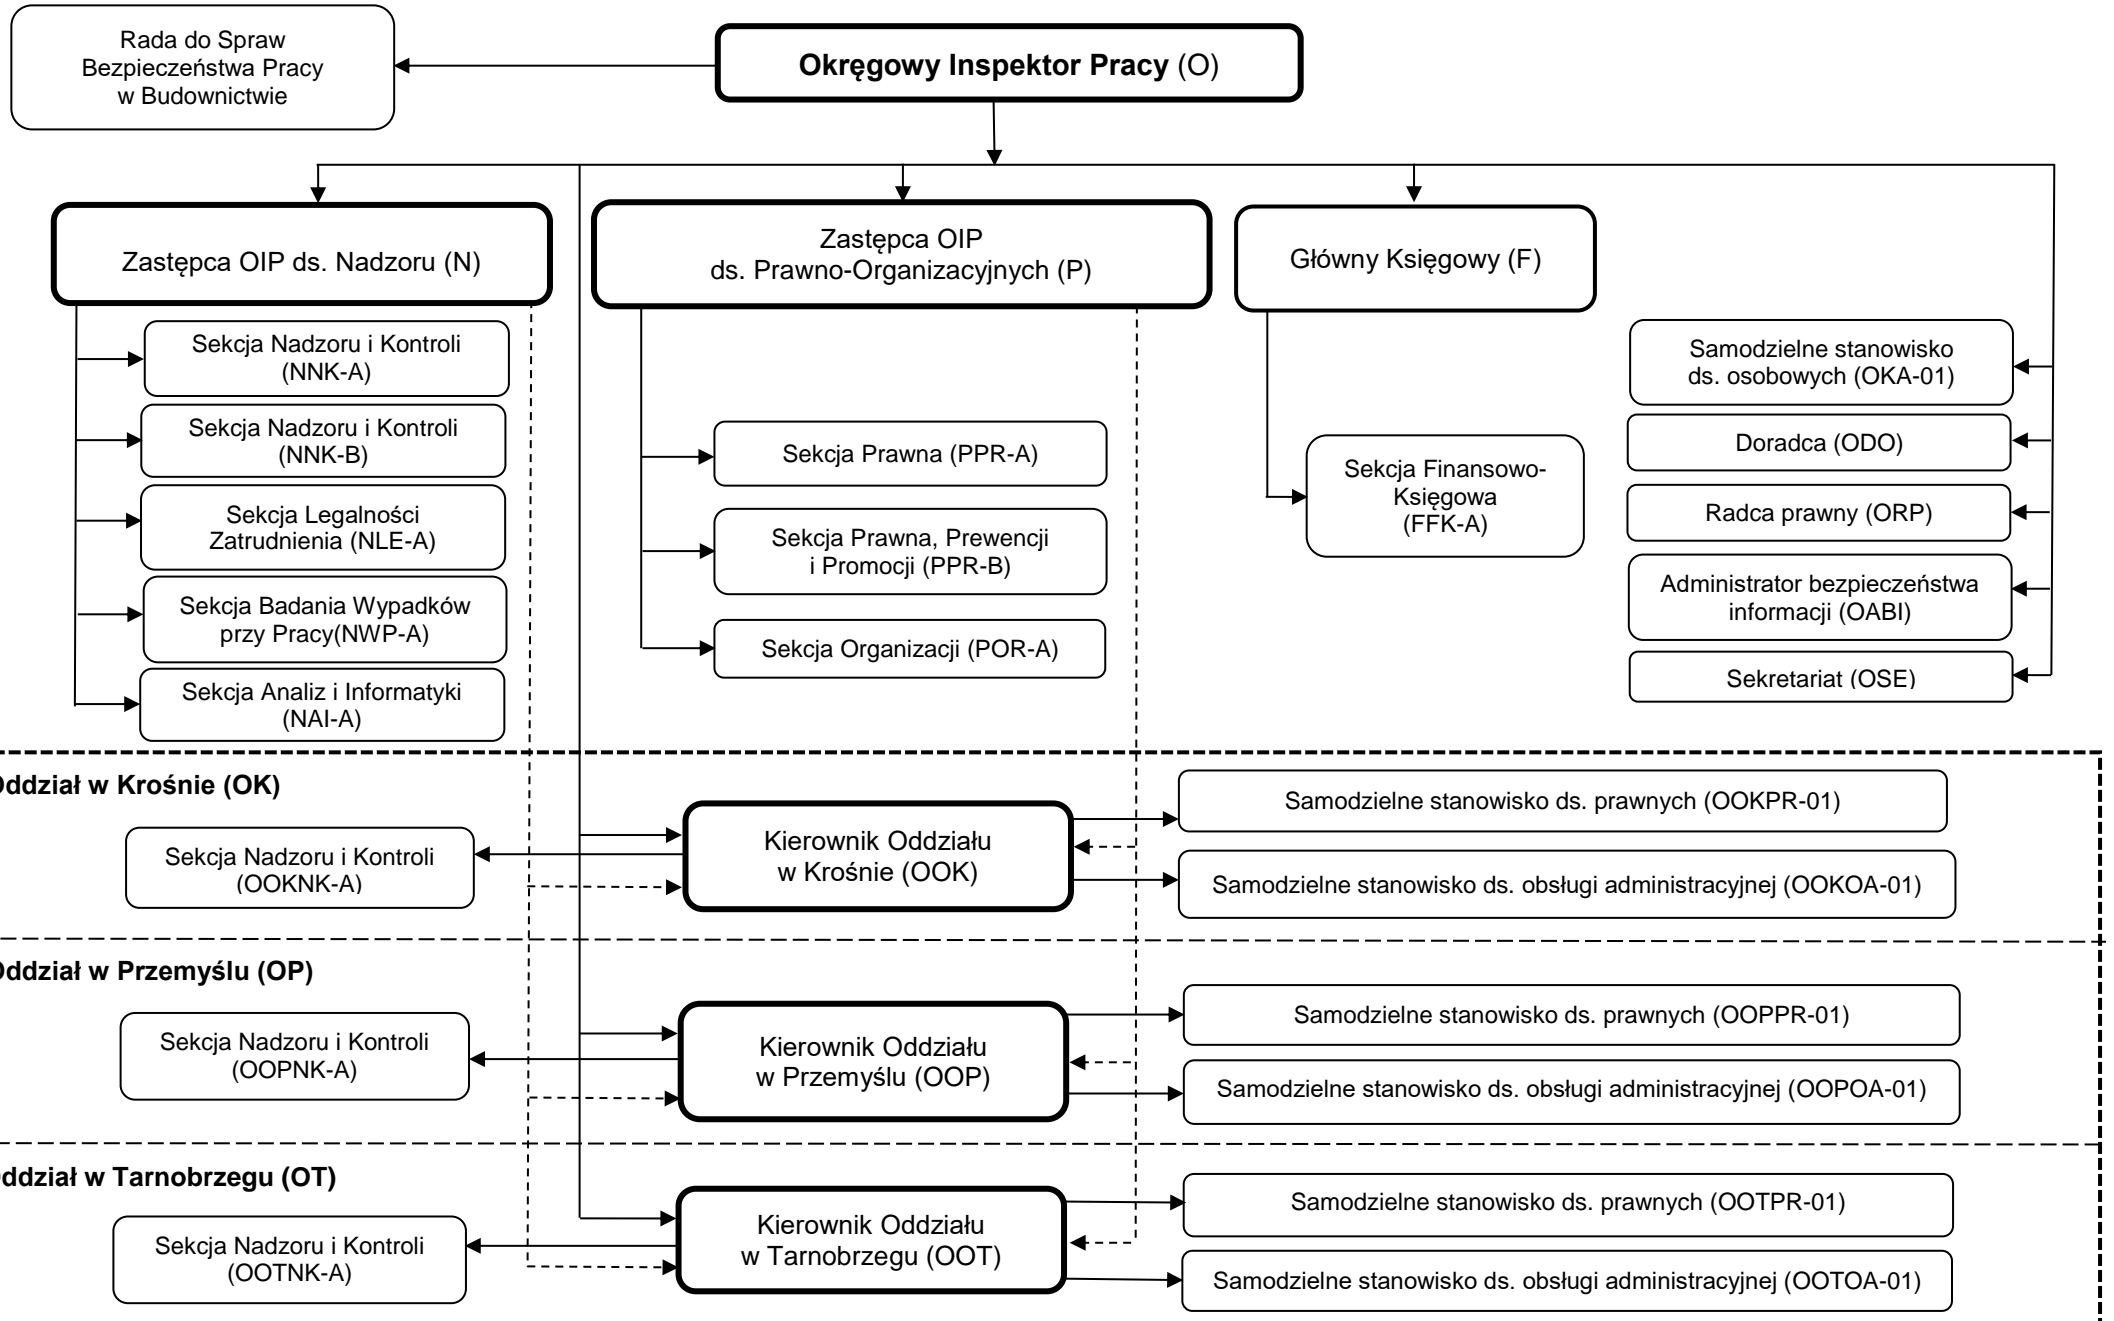 Rada do Spraw
Bezpieczeństwa Pracy
w Budownictwie
Okręgowy Inspektor Pracy (O)
Zastępca OIP ds. Nadzoru (N)
Zastępca OIP
ds. Prawno-Organizacyjnych (P)
Główny Księgowy (F)
Sekcja Nadzoru i Kontroli
(NNK-A)
Sekcja Nadzoru i Kontroli
(NNK-B)
Sekcja Legalności
Zatrudnienia (NLE-A)
Sekcja Badania Wypadków
przy Pracy(NWP-A)
Sekcja Analiz i Informatyki
(NAI-A)
Sekcja Prawna (PPR-A)
Sekcja Prawna, Prewencji
i Promocji (PPR-B)
Sekcja Organizacji (POR-A)
Sekcja Finansowo-
Księgowa
(FFK-A)
Samodzielne stanowisko
ds. osobowych (OKA-01)
Doradca (ODO)
Radca prawny (ORP)
Administrator bezpieczeństwa
informacji (OABI)
Sekretariat (OSE)
Oddział w Krośnie (OK)
Sekcja Nadzoru i Kontroli
(OOKNK-A)
Kierownik Oddziału
w Krośnie (OOK)
Samodzielne stanowisko ds. prawnych (OOKPR-01)
Samodzielne stanowisko ds. obsługi administracyjnej (OOKOA-01)
Oddział w Przemyślu (OP)
Sekcja Nadzoru i Kontroli
(OOPNK-A)
Kierownik Oddziału
w Przemyślu (OOP)
Samodzielne stanowisko ds. prawnych (OOPPR-01)
Samodzielne stanowisko ds. obsługi administracyjnej (OOPOA-01)
Oddział w Tarnobrzegu (OT)
Sekcja Nadzoru i Kontroli
(OOTNK-A)
Kierownik Oddziału
w Tarnobrzegu (OOT)
Samodzielne stanowisko ds. prawnych (OOTPR-01)
Samodzielne stanowisko ds. obsługi administracyjnej (OOTOA-01)